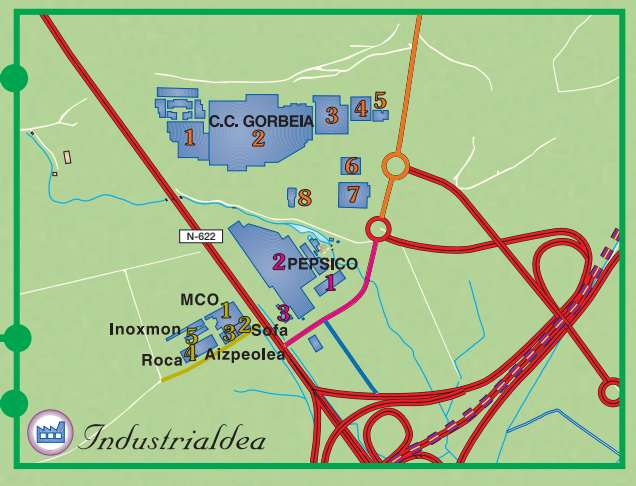 5
4
3
C.C. GORBEIA
1
2
6
7
8
N-622
2 PEPSICO
1
MCO
1
3
Inoxmon
2
Sofa
5
3
Roca
4
Aizpeolea
Industrialdea